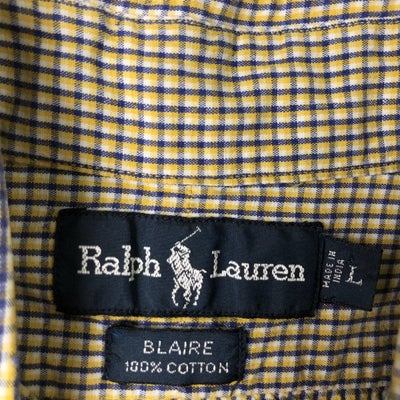 Ralph Lauren
MADE IN
INDIA
L
BLAIRE
100% COTTON